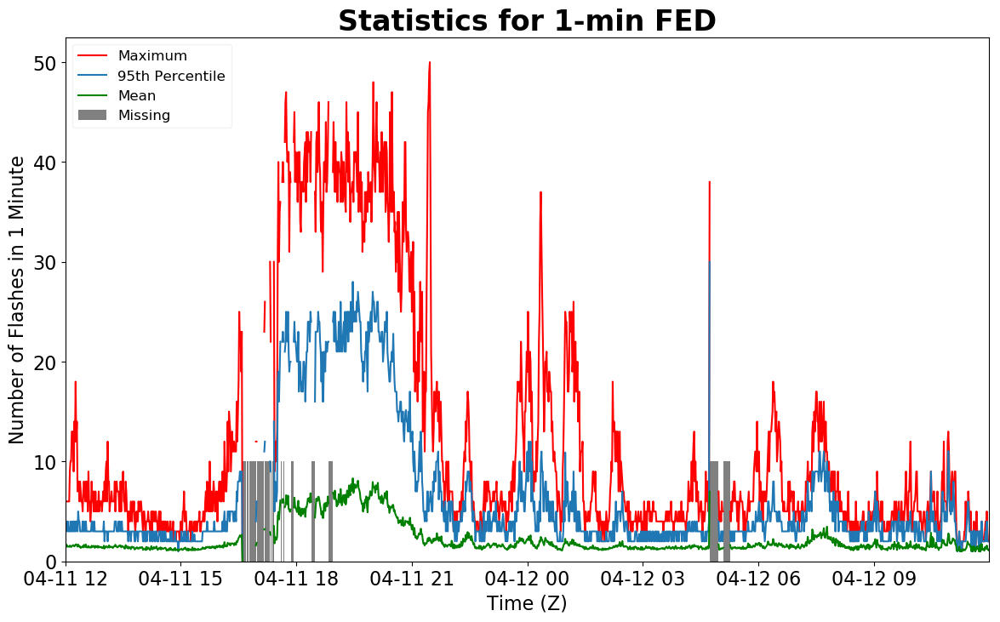 Statistics for 1-min FED
Maximum
95th Percentile
Mean
Missing
Number of Flashes in 1 Minute
50
40
30
20
10
0
04-11 12 04-11 15 04-11 18 04-11 21 04-12 00 04-12 03 04-12 06 04-12 09
Time (Z)